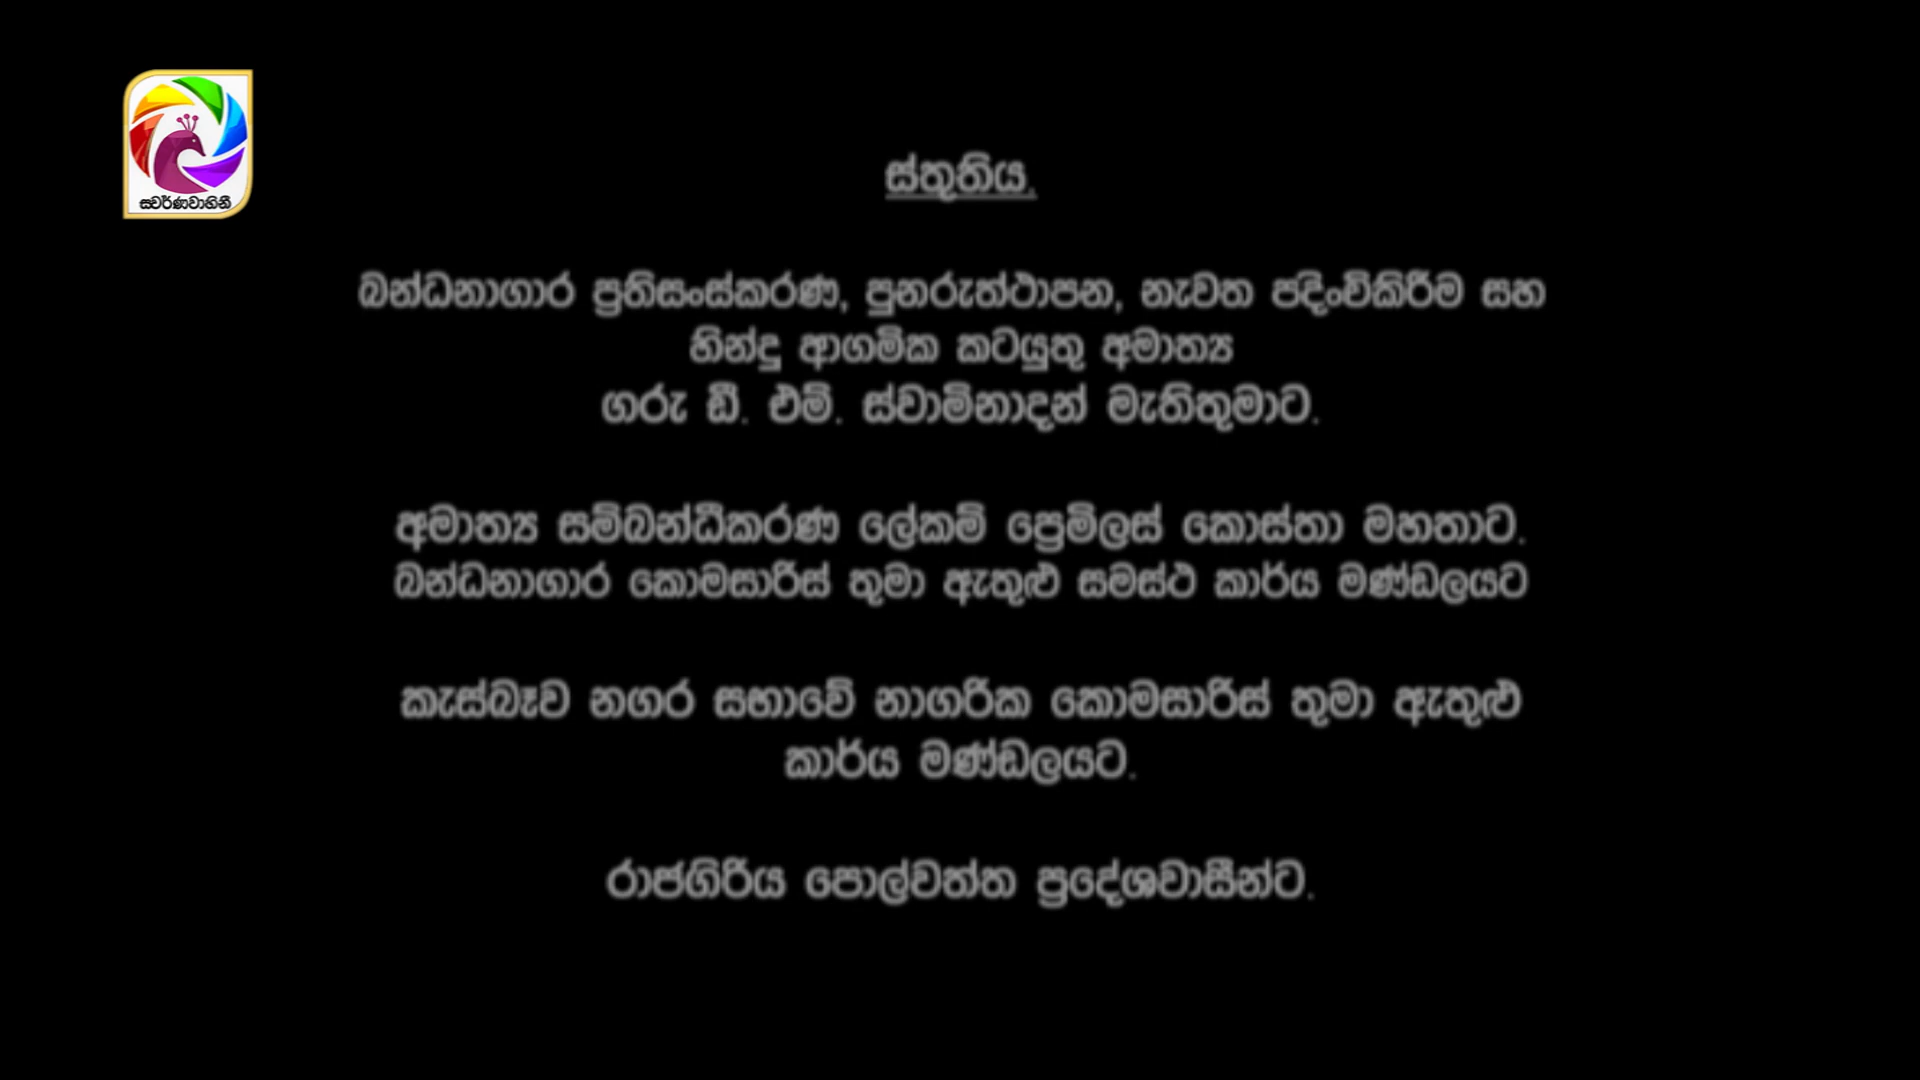 ස්වර්ණවාහිනී
ස්තූතිය.
බන්ධනාගාර ප්‍රතිසංස්කරණ, පුනරුත්ථාපන, නැවත පදිංචිකිරීම සහ
හින්දු ආගමික කටයුතු අමාත්‍ය
ගරු ඩී. එම්. ස්වාමිනාදන් මැතිතුමාට.
අමාත්‍ය සම්බන්ධීකරණ ලේකම් ප්‍රෙමිලස් කොස්තා මහතාට.
බන්ධනාගාර කොමසාරිස් තුමා ඇතුළු සමස්ථ කාර්ය මණ්ඩලයට
කැස්බෑව නගර සභාවේ නාගරික කොමසාරිස් තුමා ඇතුළු
කාර්ය මණ්ඩලයට.
රාජගිරිය පොල්වත්ත ප්‍රදේශවාසීන්ට.